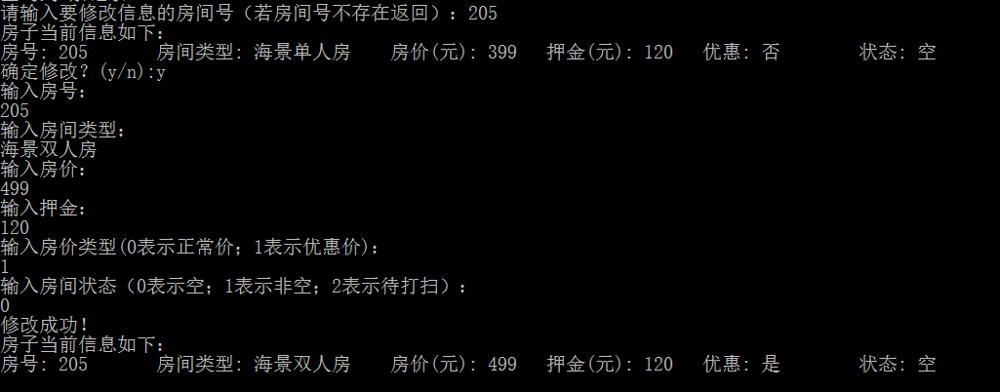 请输入要修改信息的房间号（若房间号不存在返回）：205
房子当前信息如下：
房号: 205 房间类型: 海景单人房 房价(元): 399 押金(元): 120 优惠: 否 状态: 空
确定修改？(y/n):y
输入房号：
205
输入房间类型：
海景双人房
输入房价：
499
输入押金：
120
输入房价类型(0表示正常价；1表示优惠价)：
1
输入房间状态（0表示空；1表示非空；2表示待打扫）：
0
修改成功！
房子当前信息如下：
房号: 205 房间类型: 海景双人房 房价(元): 499 押金(元): 120 优惠: 是 状态: 空